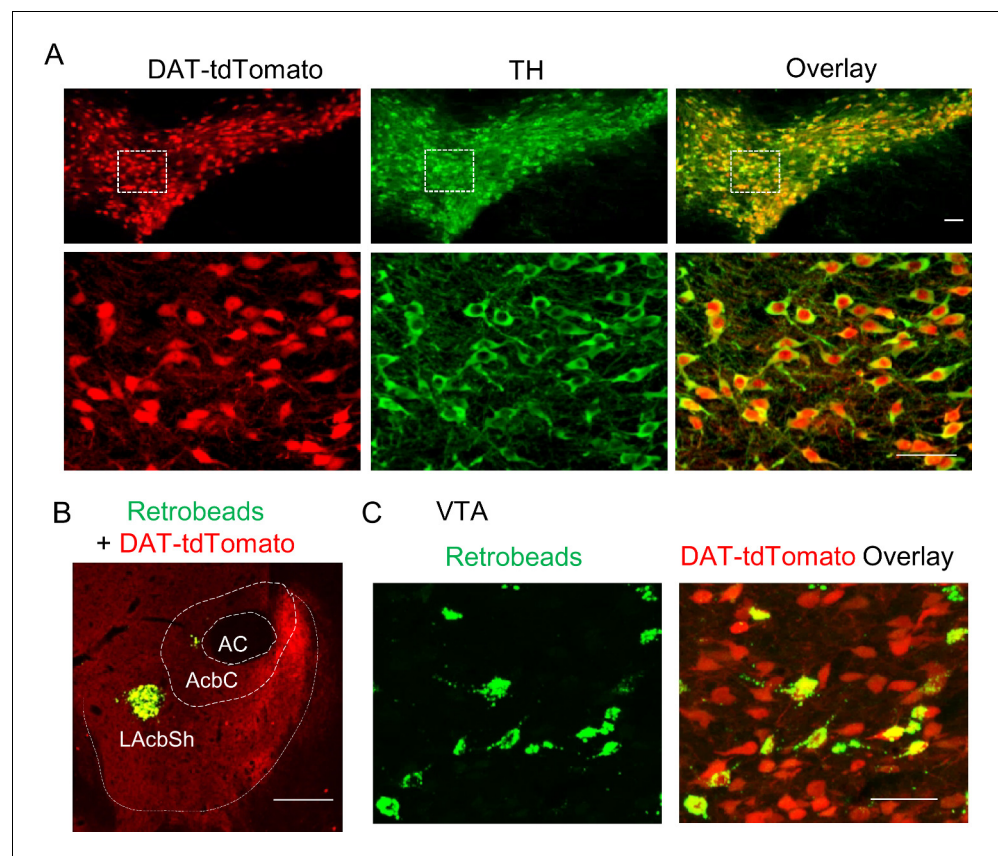 A
DAT-tdTomato
TH
Overlay
B
Retrobeads
+ DAT-tdTomato
AC
AcbC
LAcbSh
C
VTA
Retrobeads
DAT-tdTomato Overlay